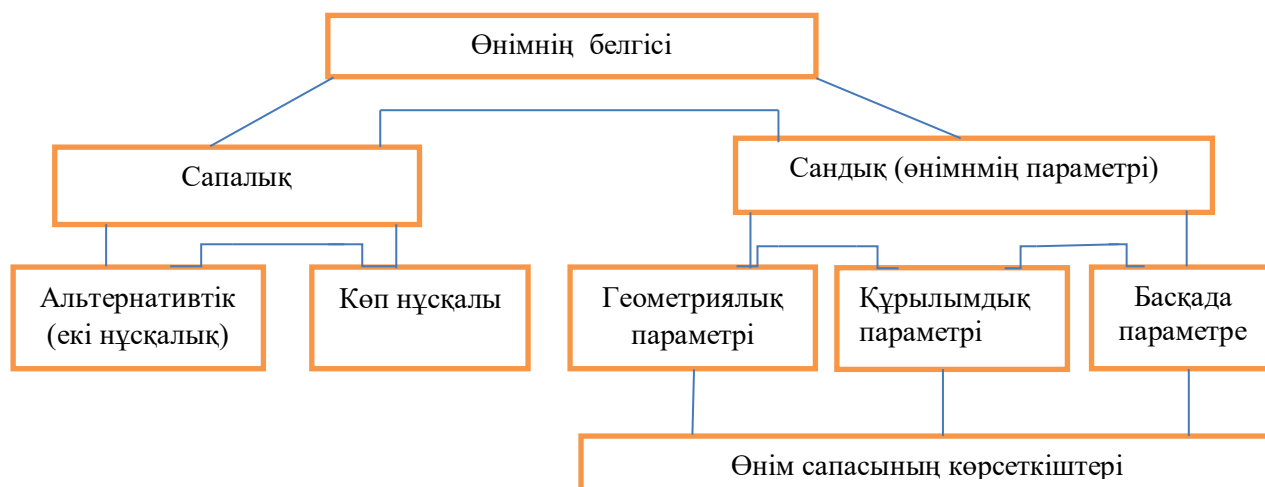 Өнімнің белгісі
Сапалық
Сандық (өнімнмің параметрі)
Альтернативтік
(екі нұсқалық)
Көп нұсқалы
Геометриялық
параметрі
Құрылымдық
параметрі
Басқада
параметре
Өнім сапасының көрсеткіштері